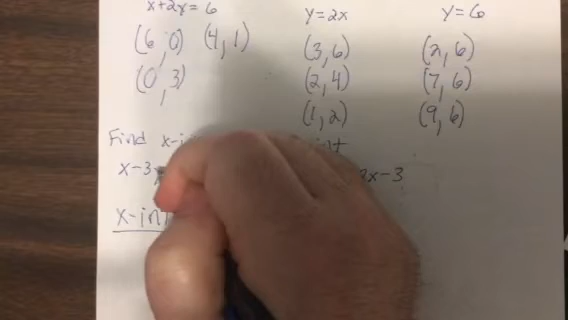 x+2y=6 y=2x y=6
(6,0) (4,1) (3,6) (2,6)
(0,3) (2,4) (7,6)
(1,2) (9,6)
Find
x-3 2x-3
x-int